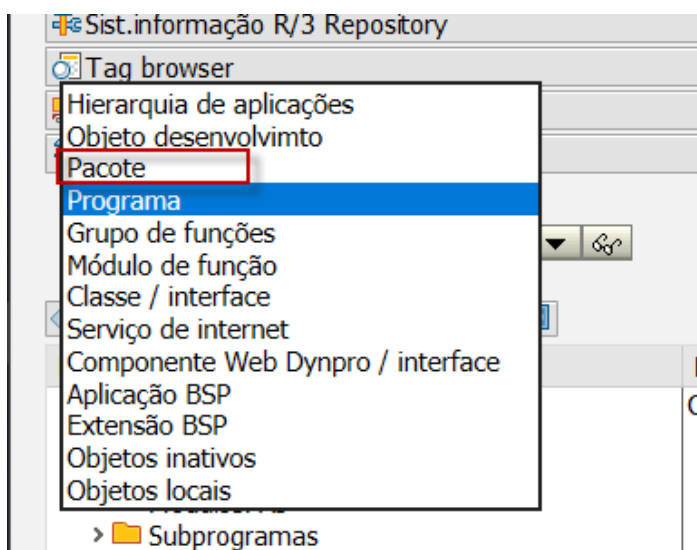 Sist.informação R/3 Repository
Tag browser
Hierarquia de aplicações
Objeto desenvolvimto
Pacote
Programa
Grupo de funções
Módulo de função
Classe / interface
Serviço de internet
Componente Web Dynpro / interface
Aplicação BSP
Extensão BSP
Objetos inativos
Objetos locais
Subprogramas